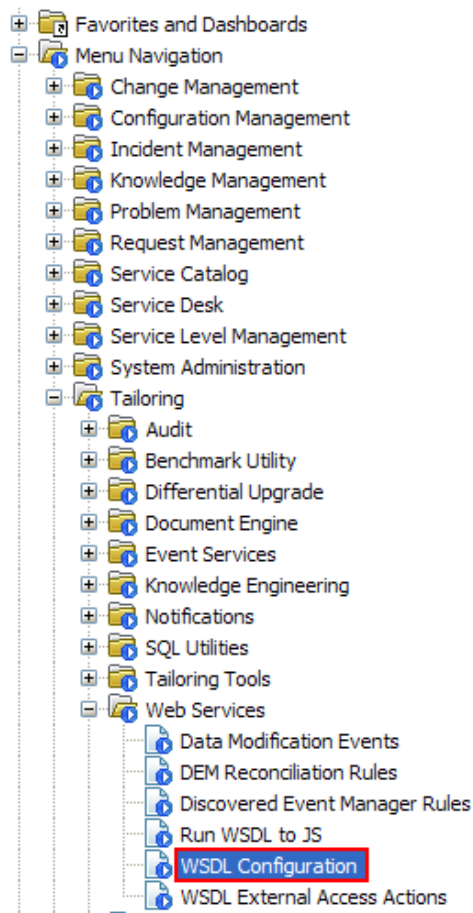 Favorites and Dashboards
Menu Navigation
Change Management
Configuration Management
Incident Management
Knowledge Management
Problem Management
Request Management
Service Catalog
Service Desk
Service Level Management
System Administration
Tailoring
Audit
Benchmark Utility
Differential Upgrade
Document Engine
Event Services
Knowledge Engineering
Notifications
SQL Utilities
Tailoring Tools
Web Services
Data Modification Events
DEM Reconciliation Rules
Discovered Event Manager Rules
Run WSDL to JS
WSDL Configuration
WSDL External Access Actions